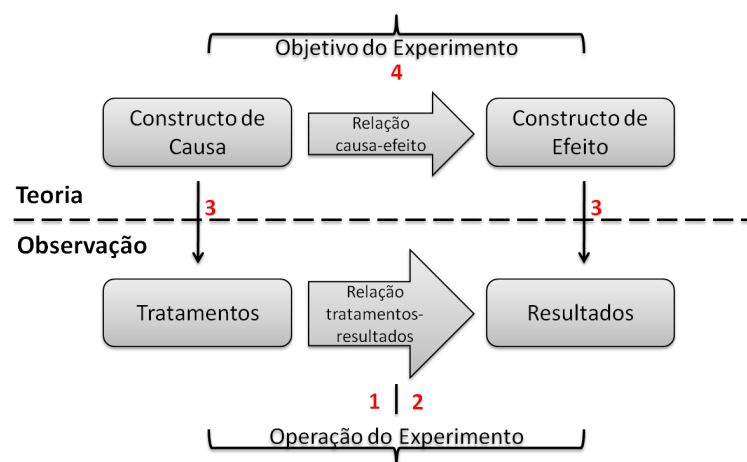 Objetivo do Experimento
4
Constructo de
Causa
Relação
causa-efeito
Constructo de
Efeito
Teoria
3
3
Observação
Tratamentos
Relação
tratamentos-
resultados
Resultados
1
2
Operação do Experimento